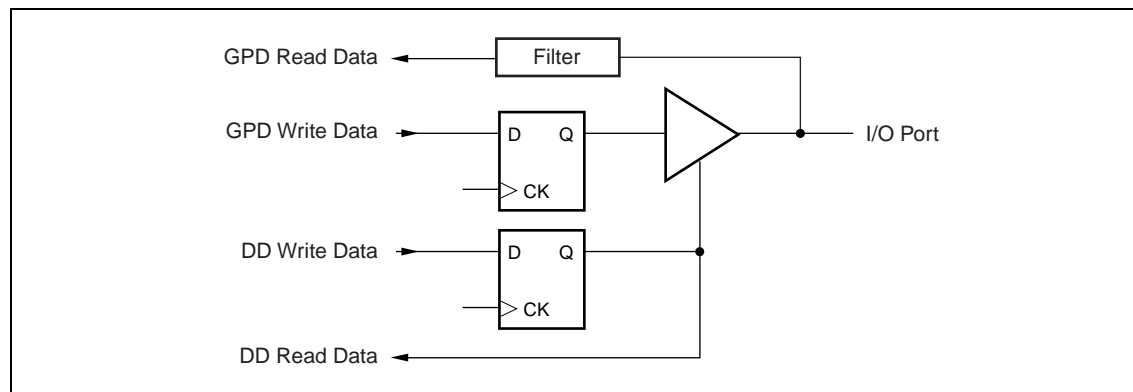 GPD Read Data
Filter
GPD Write Data
D Q
I/O Port
CK
DD Write Data
D Q
CK
DD Read Data